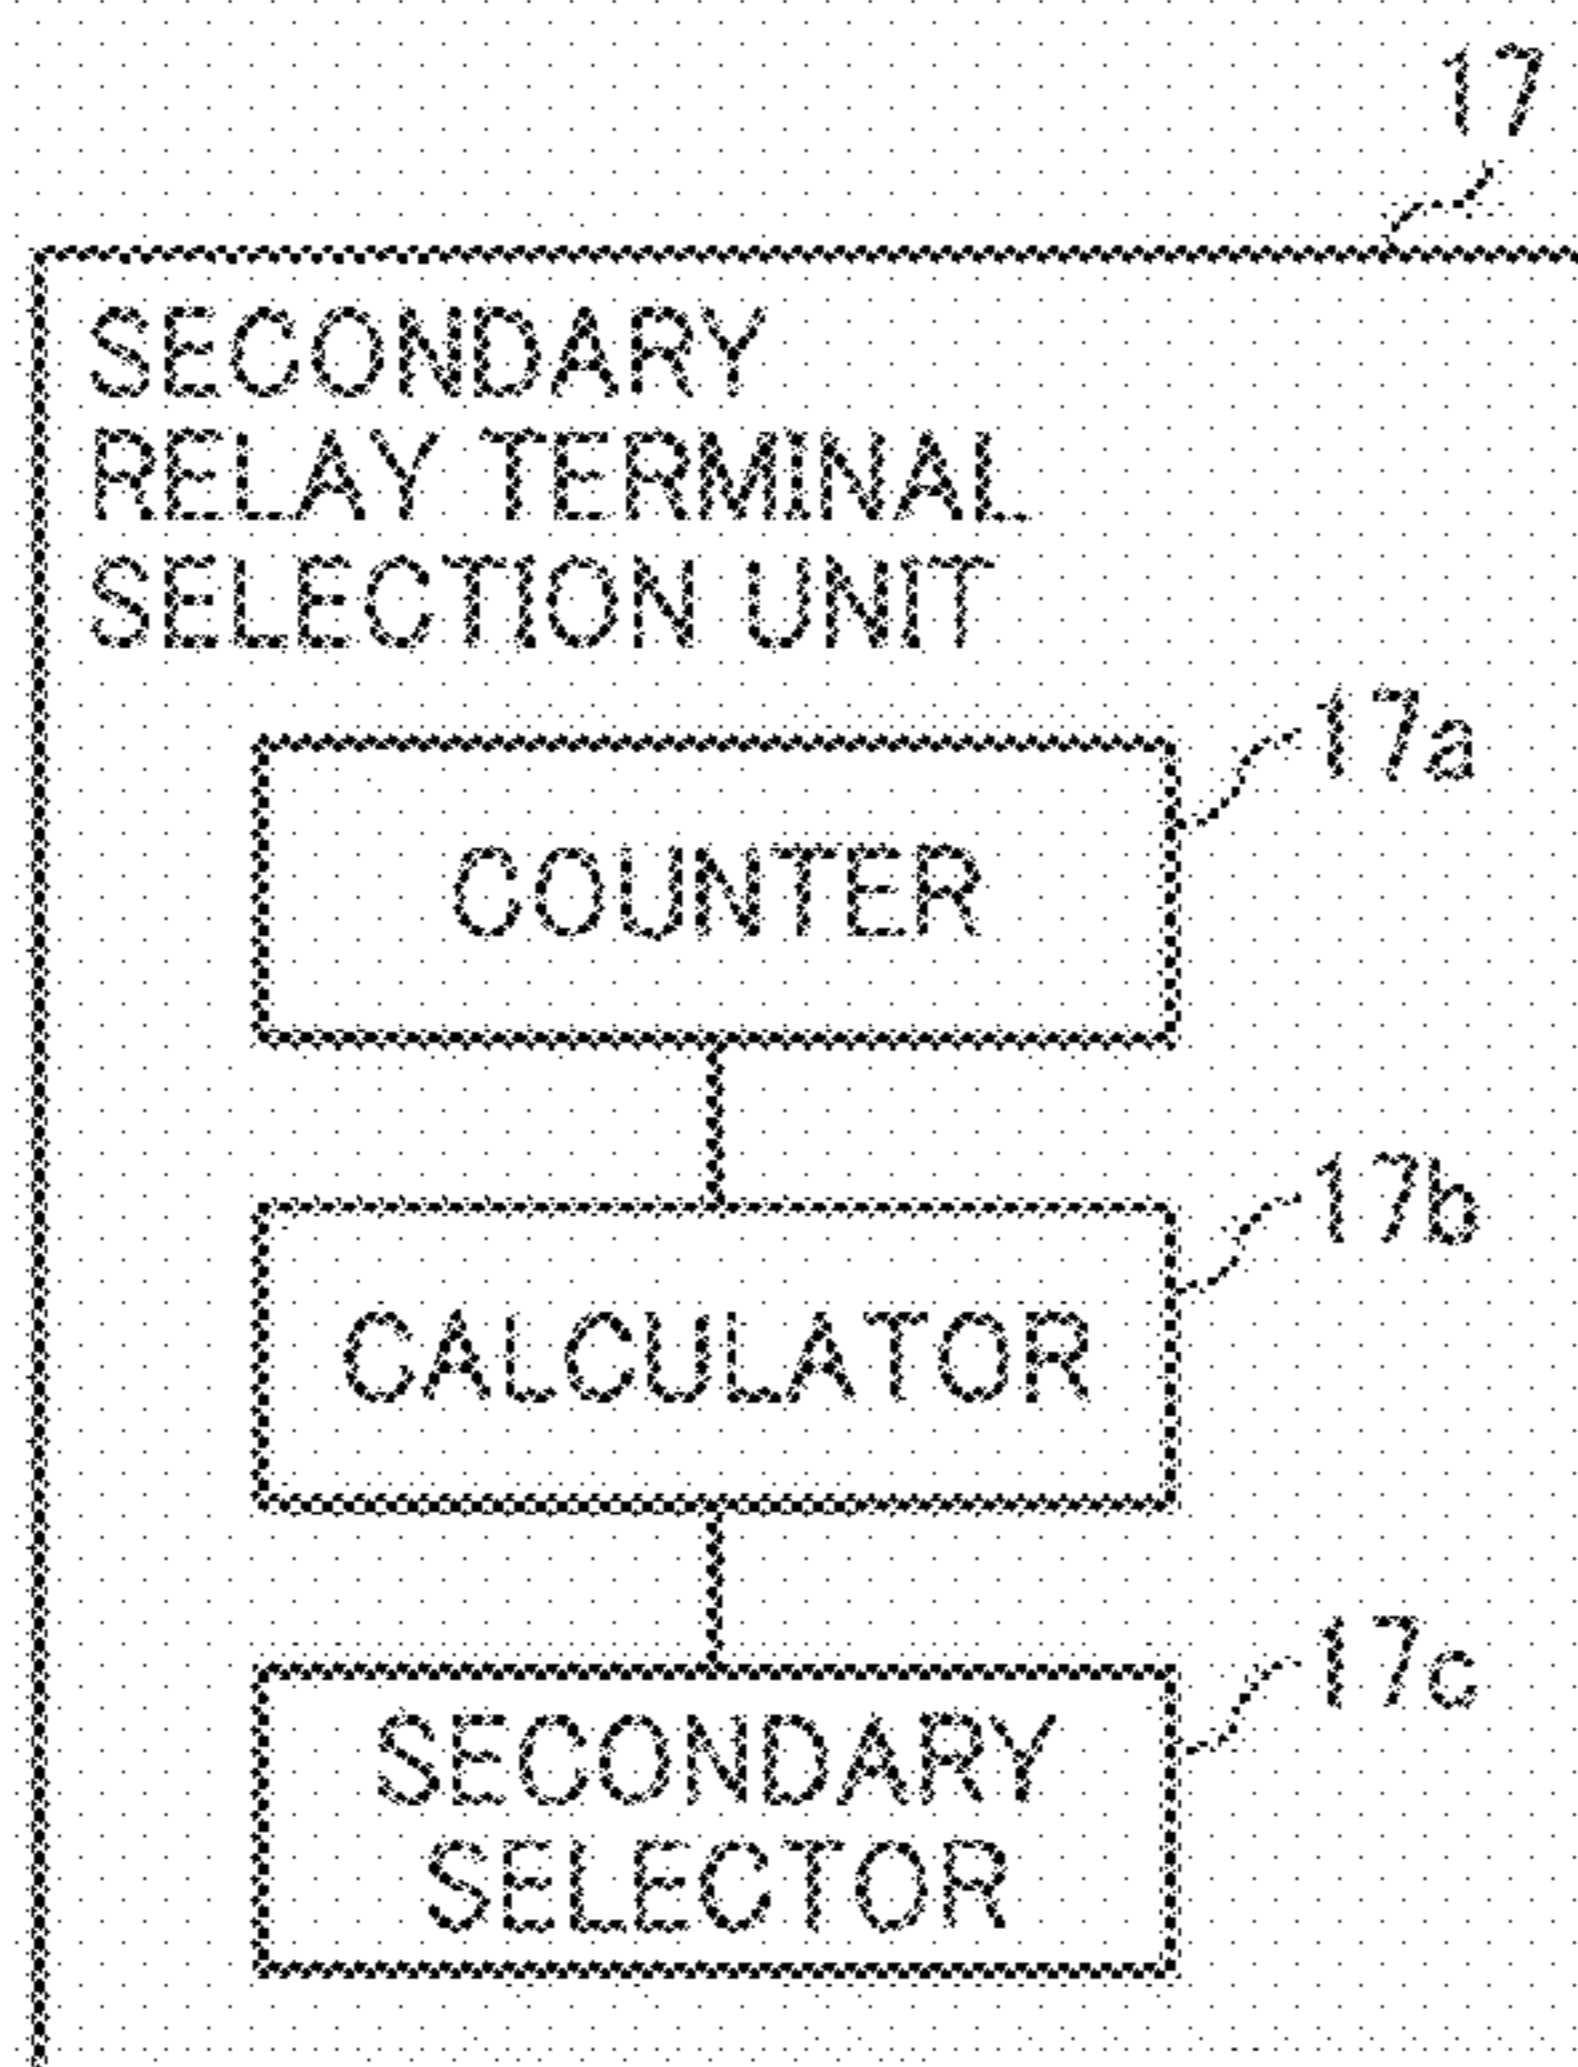 17
SECONDARY
RELAY TERMINAL
SELECTION UNIT
17a
COUNTER
17b
CALCULATOR
17c
SECONDARY
SELECTOR